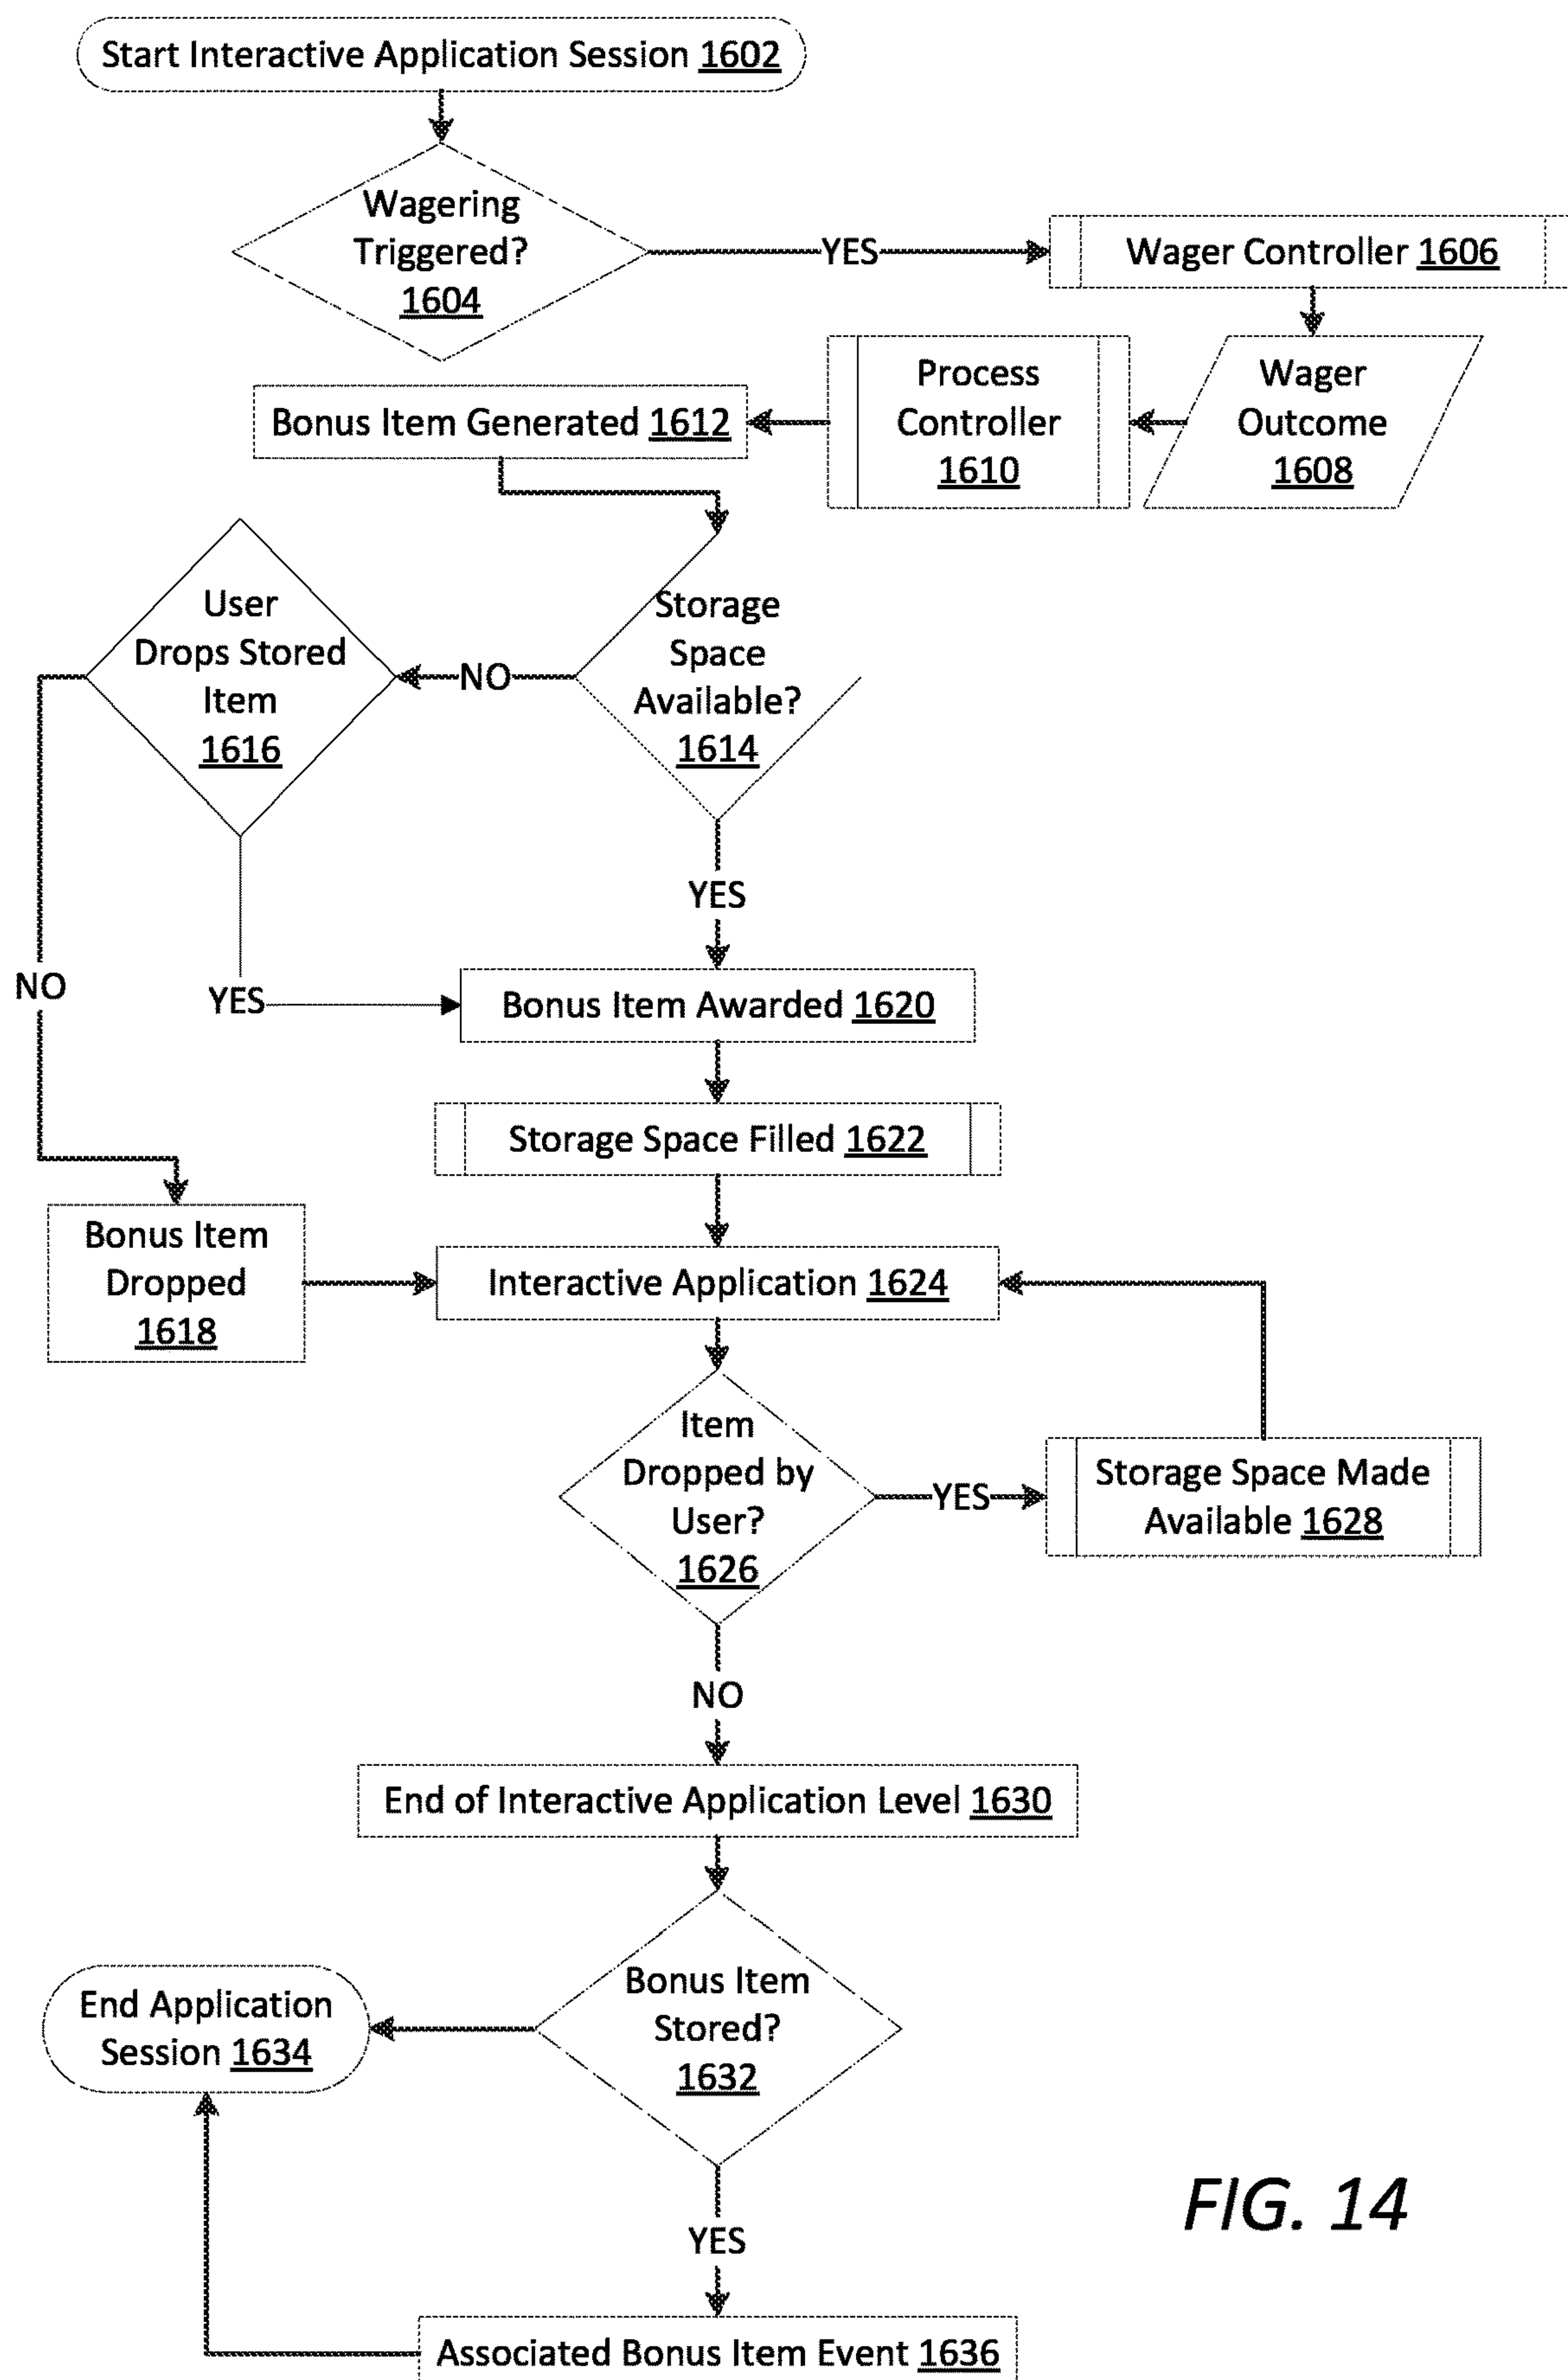 Start Interactive Application Session 1602
Wagering
Triggered?
1604
YES
Wager Controller 1606
Wager
Outcome
1608
Process
Controller
1610
Bonus Item Generated 1612
Storage
Space
Available?
1614
NO
User
Drops Stored
Item
1616
YES
NO
YES
Bonus Item Awarded 1620
Storage Space Filled 1622
Bonus Item
Dropped
1618
Interactive Application 1624
Item
Dropped by
User?
1626
YES
Storage Space Made
Available 1628
NO
End of Interactive Application Level 1630
Bonus Item
Stored?
1632
End Application
Session 1634
YES
Associated Bonus Item Event 1636
FIG. 14